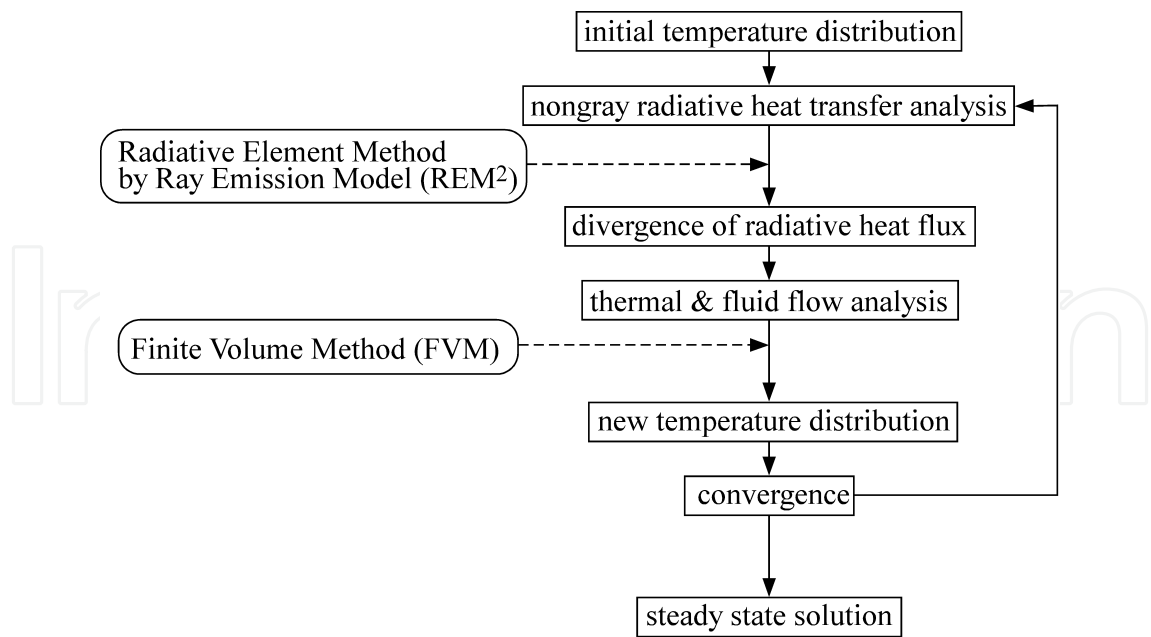 initial temperature distribution
nongray radiative heat transfer analysis
Radiative Element Method
by Ray Emission Model (REM²)
divergence of radiative heat flux
thermal & fluid flow analysis
Finite Volume Method (FVM)
new temperature distribution
convergence
steady state solution